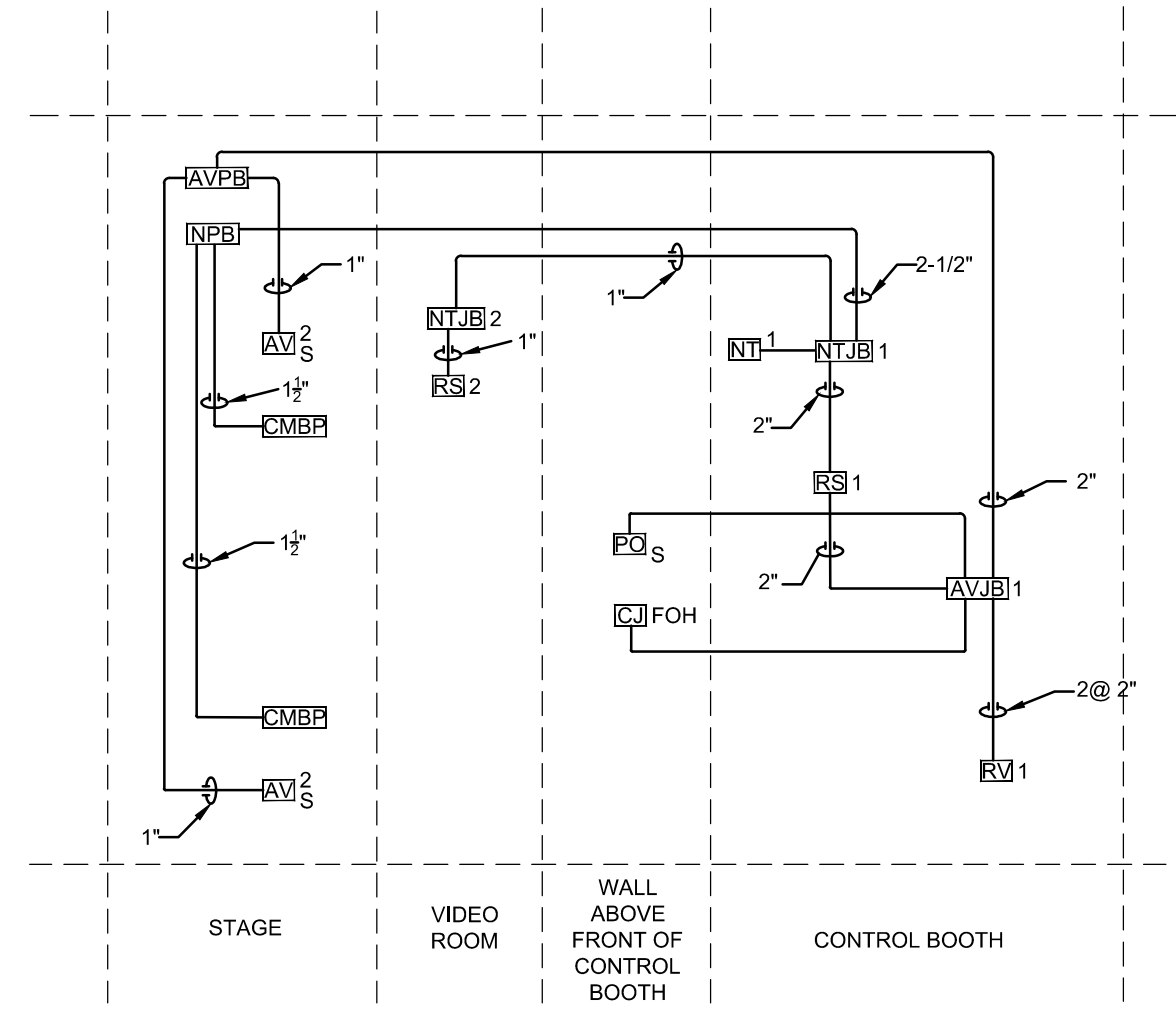 AVPB
NPB
1"
2-1/2"
1"
NTJB 2
1"
AV 2
S
NT 1
NTJB 1
RS 2
1½"
CMBP
2"
RS 1
2"
1½"
PO S
2"
AVJB 1
CJ FOH
2@ 2"
CMBP
RV 1
AV 2
S
1"
STAGE
VIDEO
ROOM
WALL
ABOVE
FRONT OF
CONTROL
BOOTH
CONTROL BOOTH